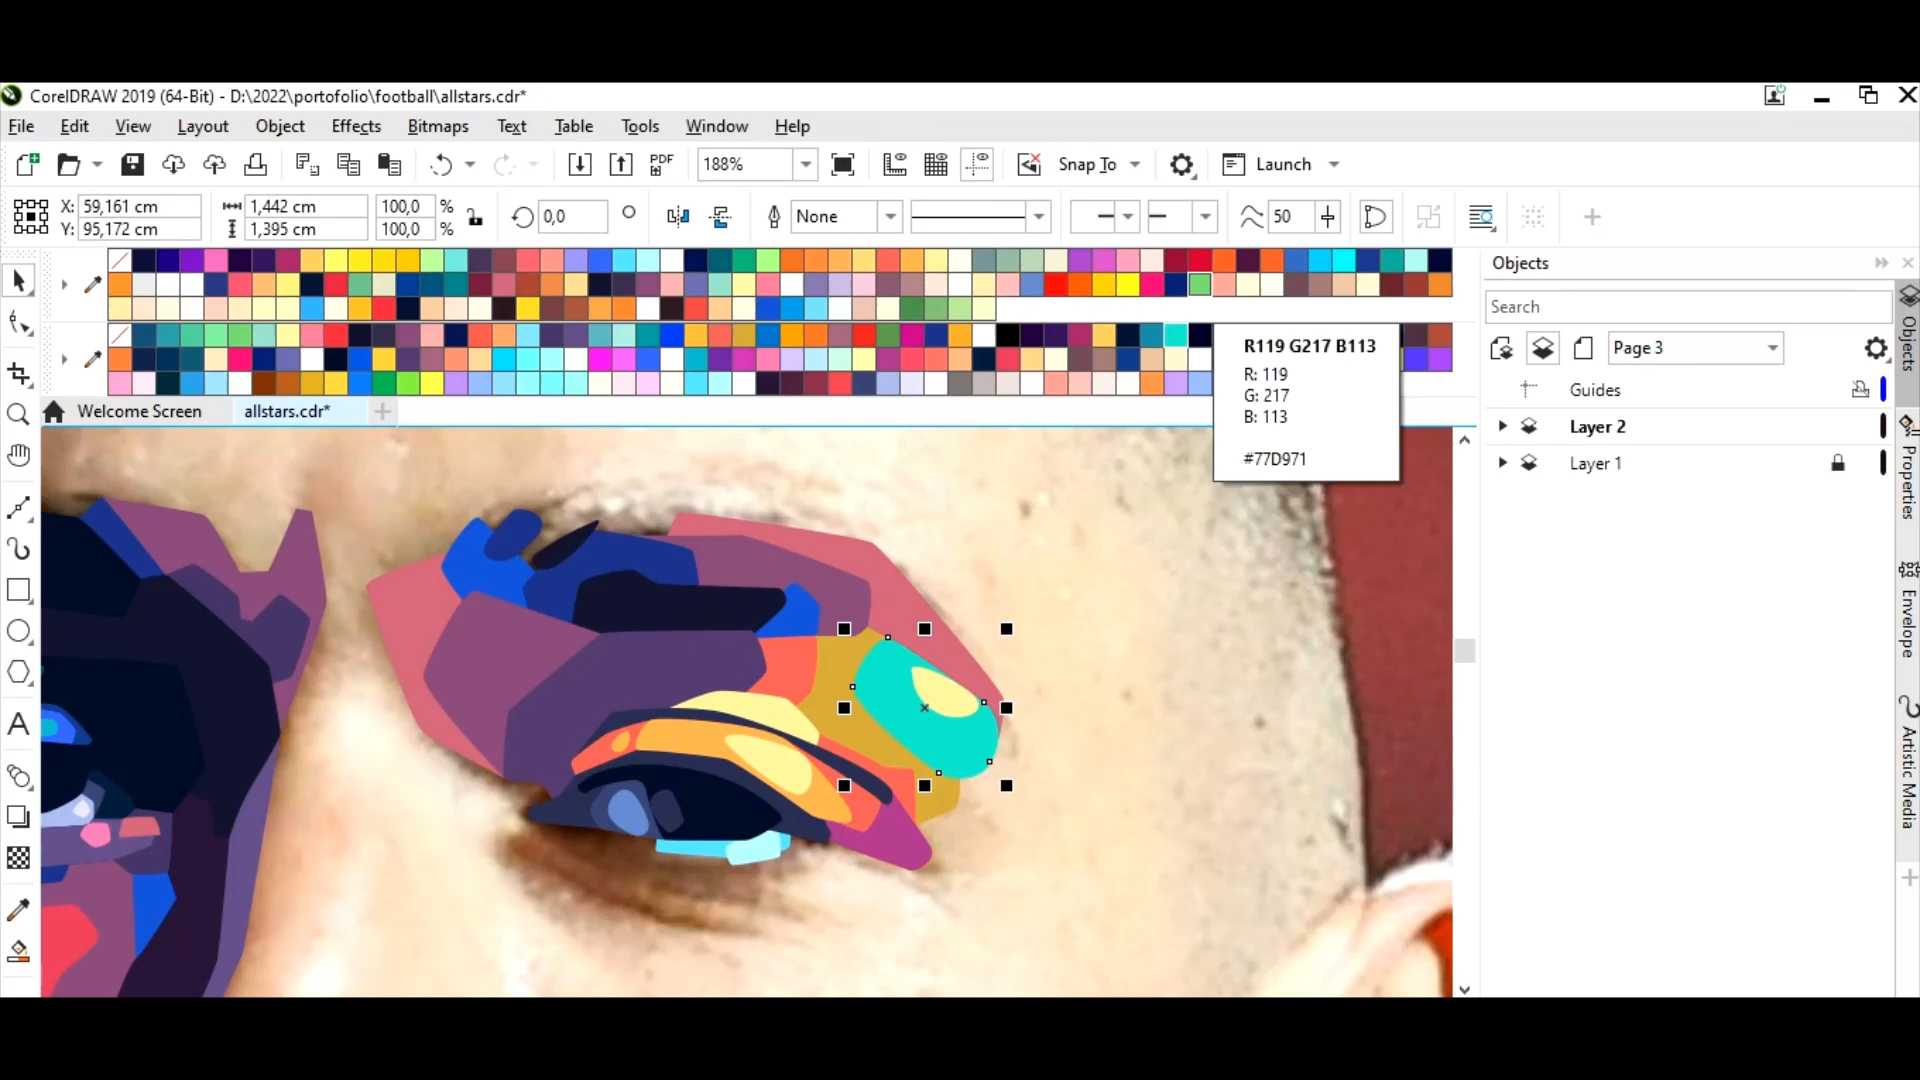 CorelDRAW 2019 (64-Bit) - D:\2022\portofolio\football\allstars.cdr*
File Edit View Layout Object Effects Bitmaps Text Table Tools Window Help
PDF 188% Snap To Launch
X: 59,161 cm 1,442 cm 100,0 % 0,0 ° None 50
Y: 95,172 cm 1,395 cm 100,0 %
Objects
Search
Page 3
Guides
Layer 2
Layer 1
R119 G217 B113
R: 119
G: 217
B: 113
#77D971
Welcome Screen allstars.cdr*
Objects
Properties
Envelope
Artistic Media